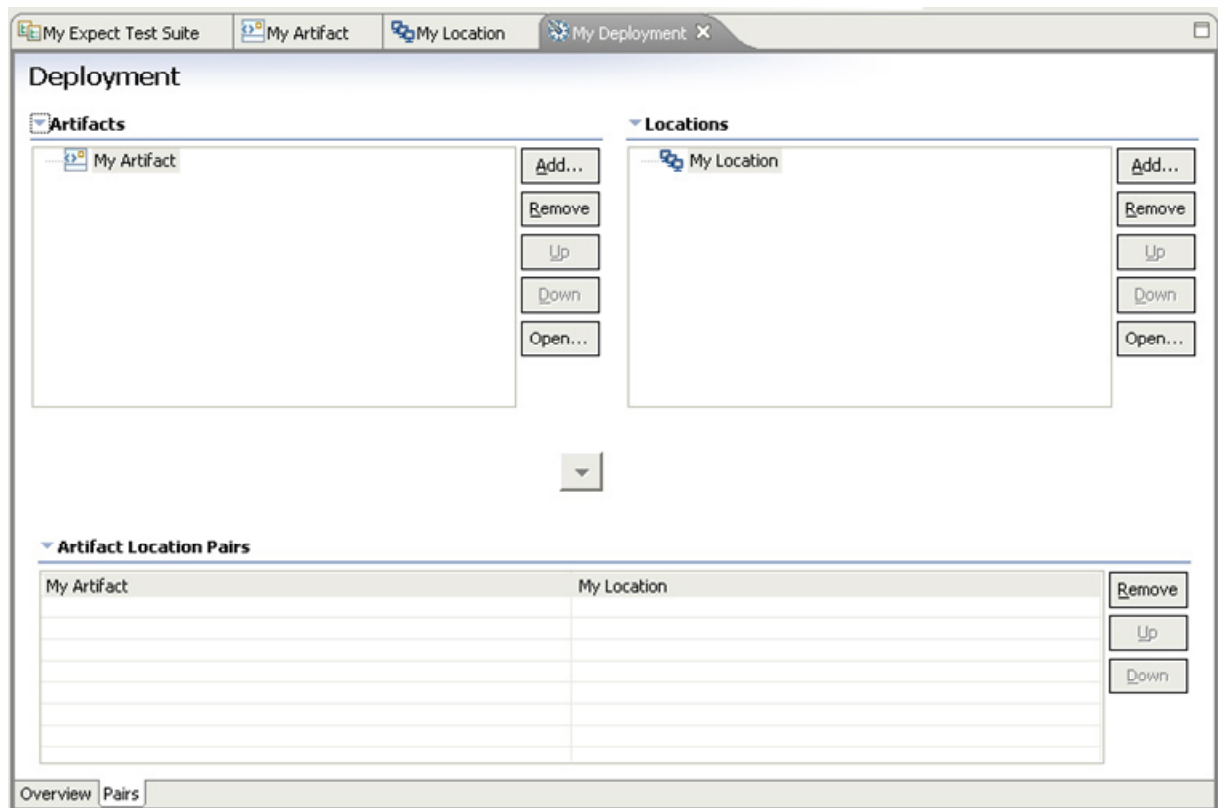 My Expect Test Suite
My Artifact
My Location
My Deployment
Deployment
Artifacts
My Artifact
Add...
Remove
Up
Down
Open...
Locations
My Location
Add...
Remove
Up
Down
Open...
Artifact Location Pairs
My Artifact
My Location
Remove
Up
Down
Overview
Pairs